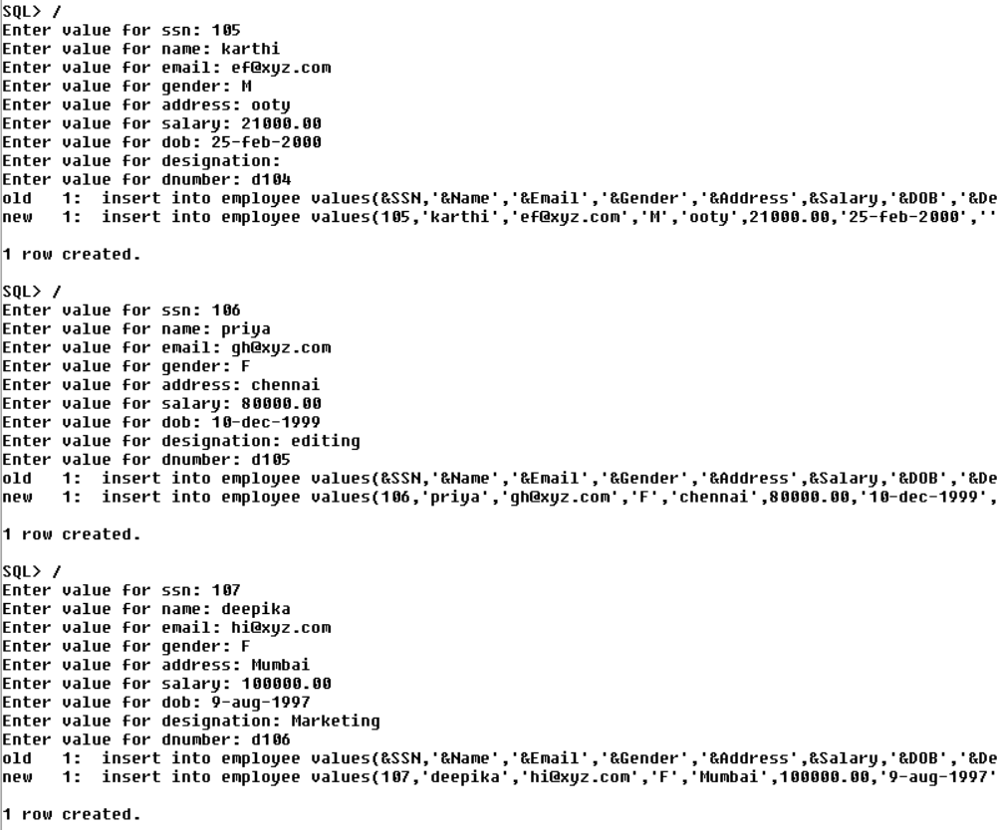 SQL> /
Enter value for ssn: 105
Enter value for name: karthi
Enter value for email: ef@xyz.com
Enter value for gender: M
Enter value for address: ooty
Enter value for salary: 21000.00
Enter value for dob: 25-feb-2000
Enter value for designation:
Enter value for dnumber: d104
old   1:  insert into employee values(&SSN,'&Name','&Email','&Gender','&Address',&Salary,'&DOB','&De
new   1:  insert into employee values(105,'karthi','ef@xyz.com','M','ooty',21000.00,'25-feb-2000',''
1 row created.
SQL> /
Enter value for ssn: 106
Enter value for name: priya
Enter value for email: gh@xyz.com
Enter value for gender: F
Enter value for address: chennai
Enter value for salary: 80000.00
Enter value for dob: 10-dec-1999
Enter value for designation: editing
Enter value for dnumber: d105
old   1:  insert into employee values(&SSN,'&Name','&Email','&Gender','&Address',&Salary,'&DOB','&De
new   1:  insert into employee values(106,'priya','gh@xyz.com','F','chennai',80000.00,'10-dec-1999',
1 row created.
SQL> /
Enter value for ssn: 107
Enter value for name: deepika
Enter value for email: hi@xyz.com
Enter value for gender: F
Enter value for address: Mumbai
Enter value for salary: 100000.00
Enter value for dob: 9-aug-1997
Enter value for designation: Marketing
Enter value for dnumber: d106
old   1:  insert into employee values(&SSN,'&Name','&Email','&Gender','&Address',&Salary,'&DOB','&De
new   1:  insert into employee values(107,'deepika','hi@xyz.com','F','Mumbai',100000.00,'9-aug-1997'
1 row created.